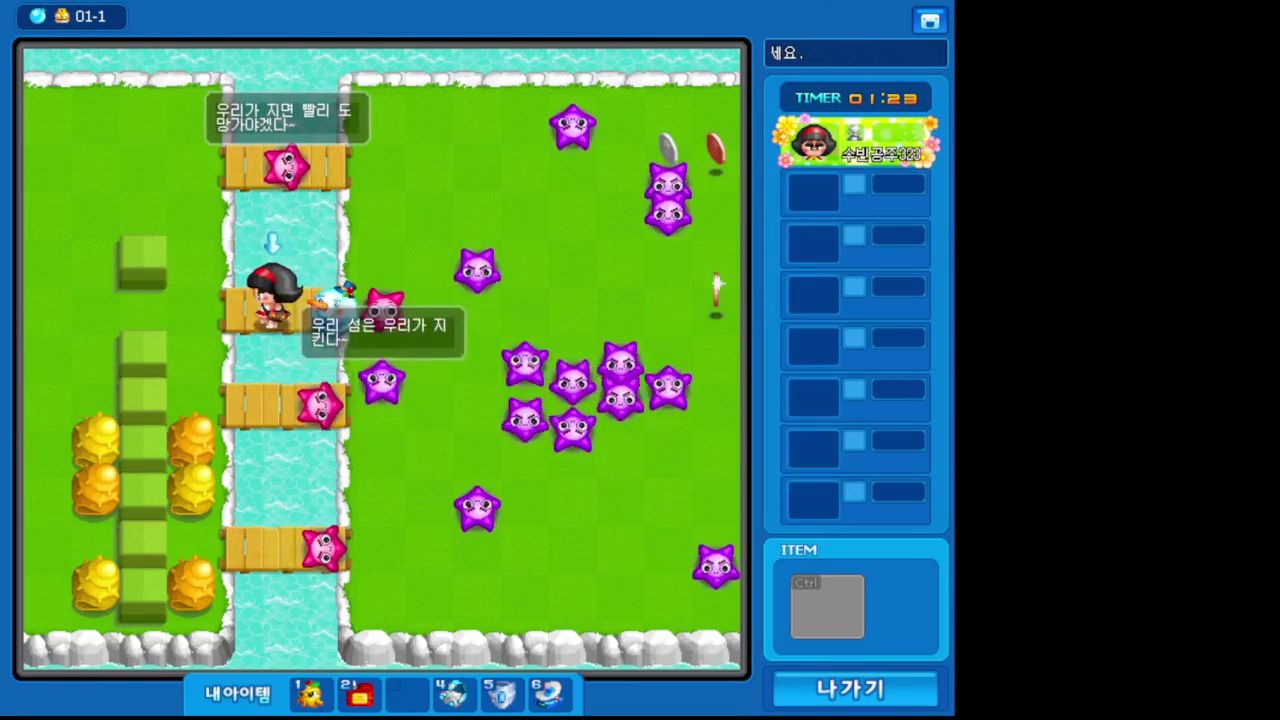 01-1
세요.
TIMER 01:23
우리가 지면 빨리 도
망가야겠다~
수빈공주023
우리 섬은 우리가 지
킨다~
ITEM
Ctrl
내아이템
1
2
4
5
6
나가기